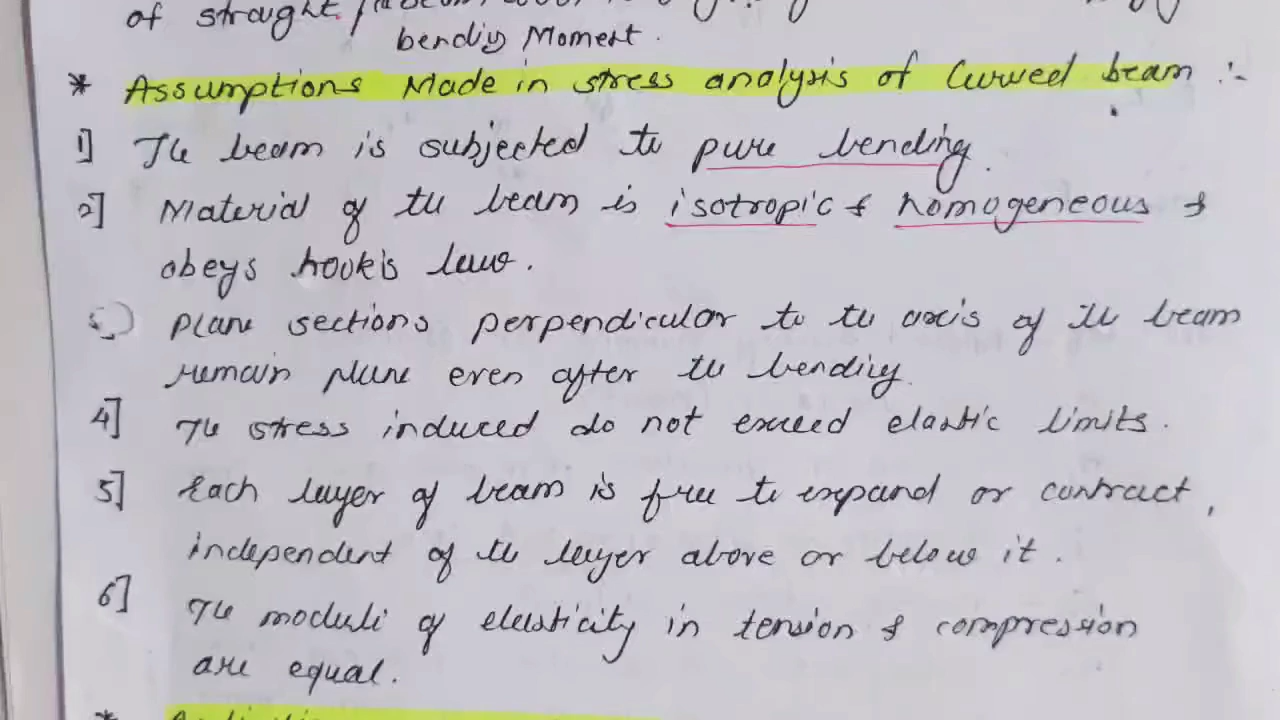 of straight
bending Moment.
* Assumptions Made in stress analysis of Curved beam :-
1] The beam is subjected to pure bending.
2] Material of the beam is isotropic & homogeneous &
obeys hook's law.
Plane sections perpendicular to the axis of the beam
remain plane even after the bending.
4] The stress induced do not exceed elastic limits.
5] Each layer of beam is free to expand or contract,
independent of the layer above or below it.
6] The moduli of elasticity in tension & compression
are equal.
*